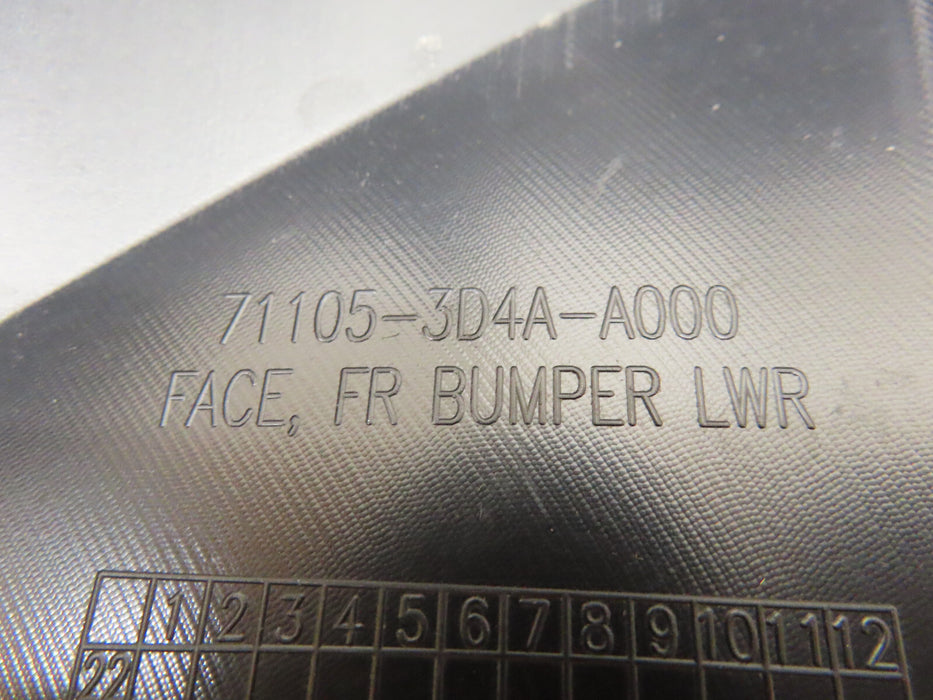 71105-3D4A-A000
FACE, FR BUMPER LWR
1 2 3 4 5 6 7 8 9 10 11 12
22